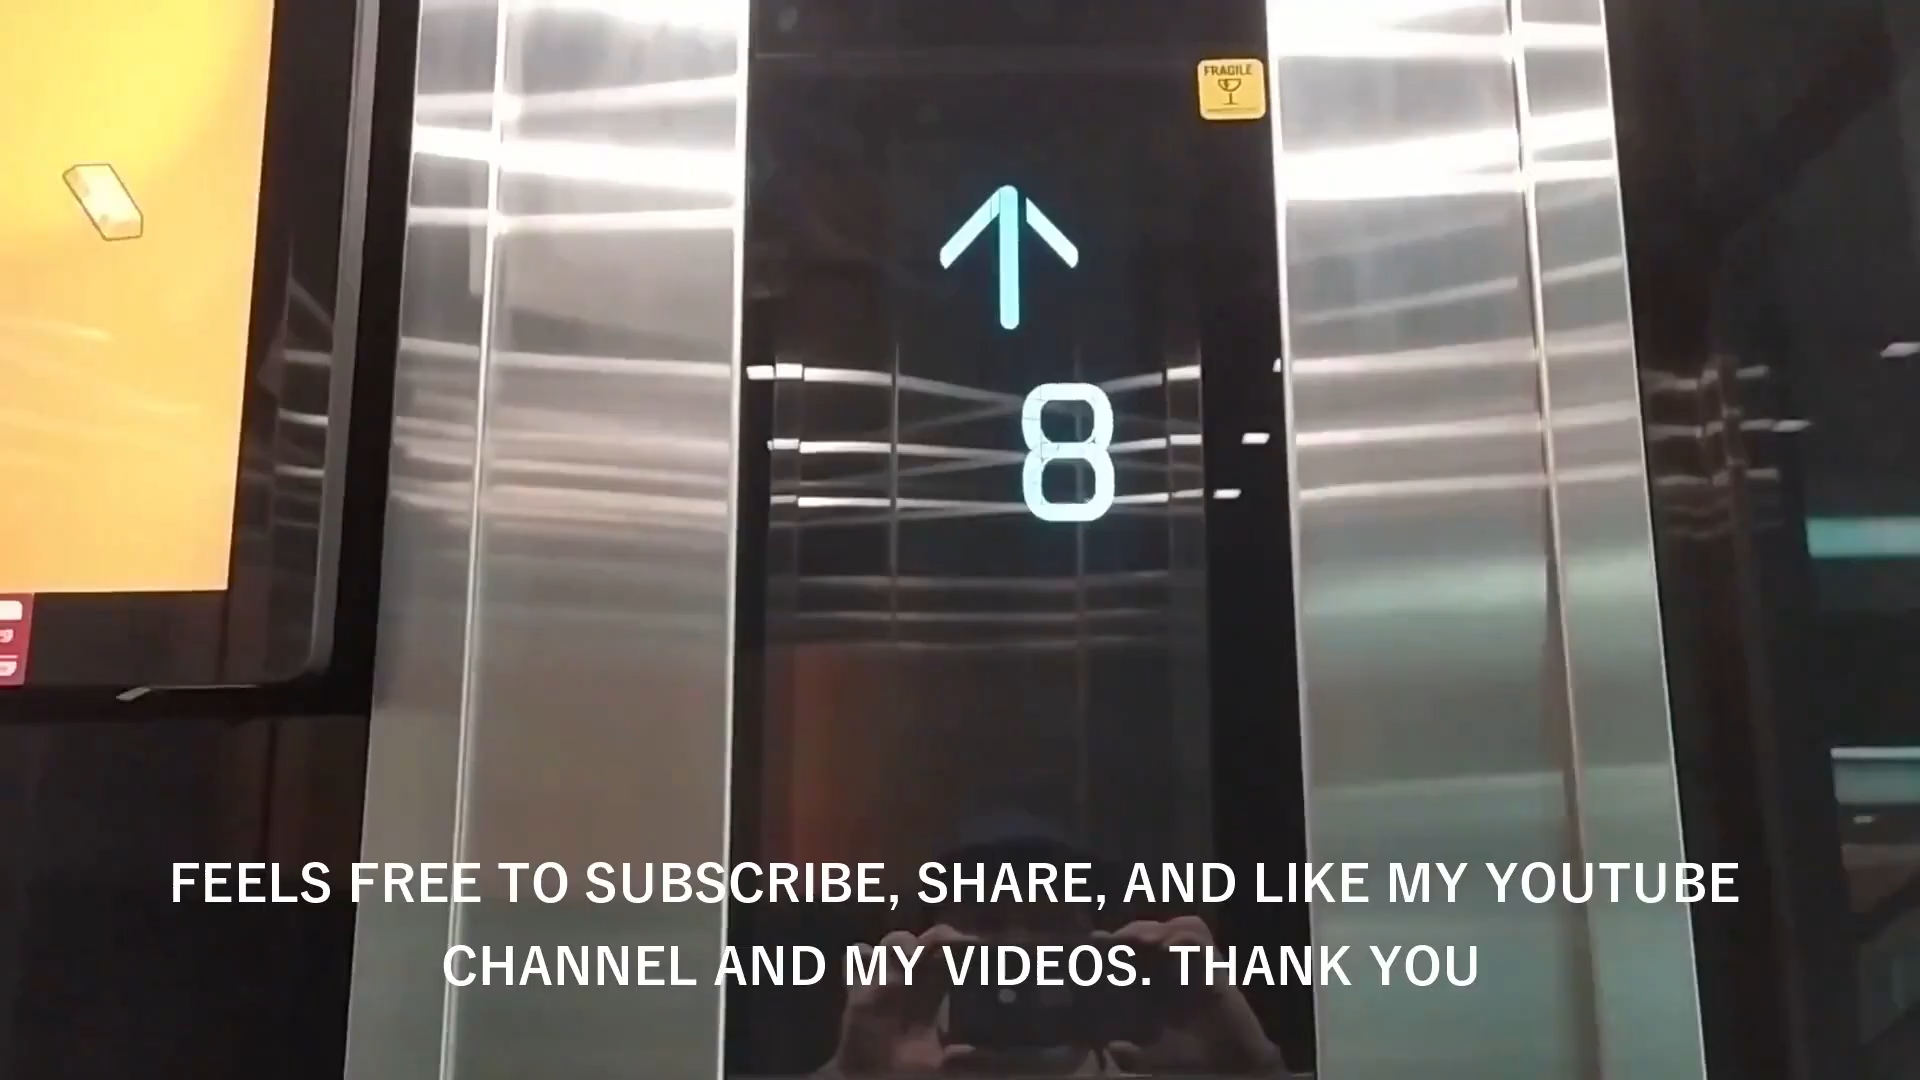 FRAGILE
8
FEELS FREE TO SUBSCRIBE, SHARE, AND LIKE MY YOUTUBE
CHANNEL AND MY VIDEOS. THANK YOU